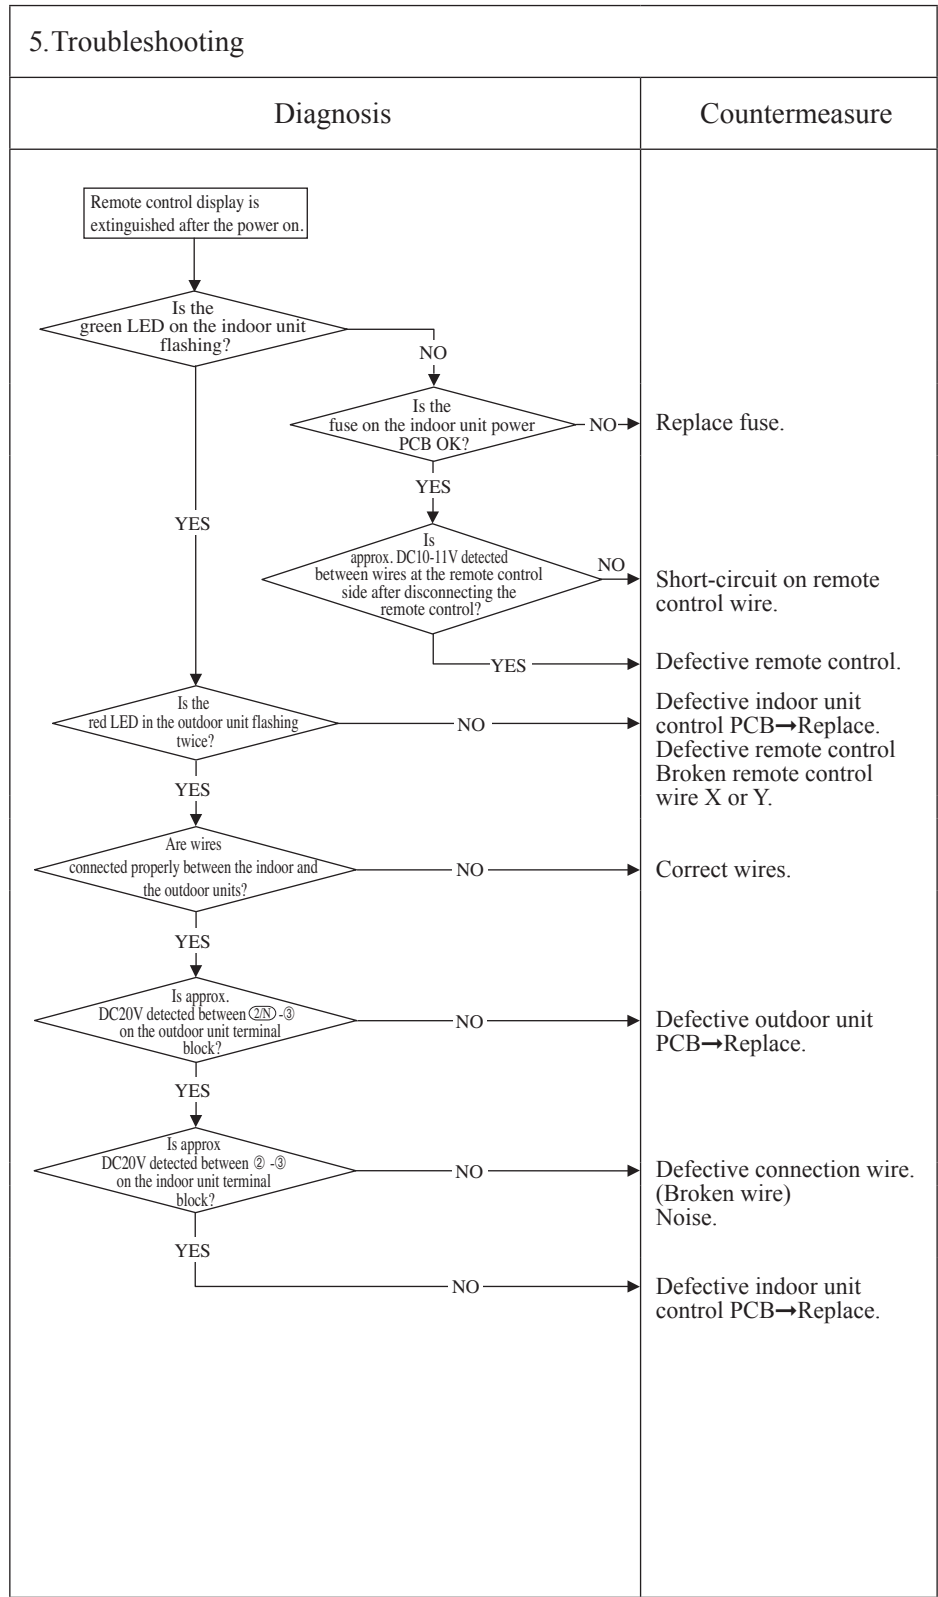 5.Troubleshooting
Diagnosis
Countermeasure
Remote control display is
extinguished after the power on.
Is the
green LED on the indoor unit
flashing?
NO
Is the
fuse on the indoor unit power
PCB OK?
NO
Replace fuse.
YES
YES
Is
approx. DC10-11V detected
between wires at the remote control
side after disconnecting the
remote control?
NO
Short-circuit on remote
control wire.
YES
Defective remote control.
Is the
red LED in the outdoor unit flashing
twice?
NO
Defective indoor unit
control PCB→Replace.
Defective remote control
Broken remote control
wire X or Y.
YES
Are wires
connected properly between the indoor and
the outdoor units?
NO
Correct wires.
YES
Is approx.
DC20V detected between 2/N -③
on the outdoor unit terminal
block?
NO
Defective outdoor unit
PCB→Replace.
YES
Is approx
DC20V detected between ② -③
on the indoor unit terminal
block?
NO
Defective connection wire.
(Broken wire)
Noise.
YES
NO
Defective indoor unit
control PCB→Replace.